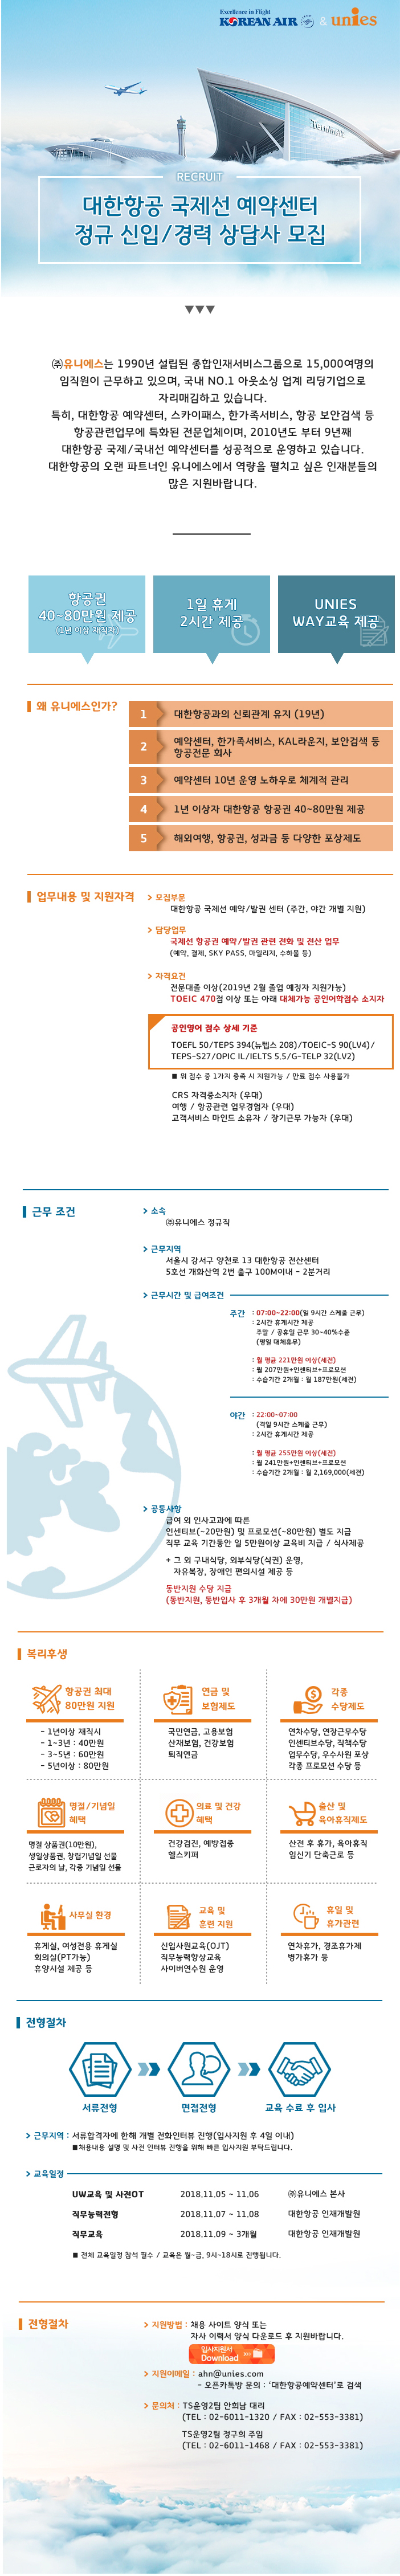 Excellence in Flight
KOREAN AIR & unies
Terminal2
RECRUIT
대한항공 국제선 예약센터
정규 신입/경력 상담사 모집
▼▼▼
㈜유니에스는 1990년 설립된 종합인재서비스그룹으로 15,000여명의
임직원이 근무하고 있으며, 국내 NO.1 아웃소싱 업계 리딩기업으로
자리매김하고 있습니다.
특히, 대한항공 예약센터, 스카이패스, 한가족서비스, 항공 보안검색 등
항공관련업무에 특화된 전문업체이며, 2010년도 부터 9년째
대한항공 국제/국내선 예약센터를 성공적으로 운영하고 있습니다.
대한항공의 오랜 파트너인 유니에스에서 역량을 펼치고 싶은 인재분들의
많은 지원바랍니다.
항공권
40~80만원 제공
(1년 이상 재직자)
1일 휴게
2시간 제공
UNIES
WAY교육 제공
왜 유니에스인가?
1 대한항공과의 신뢰관계 유지 (19년)
2 예약센터, 한가족서비스, KAL라운지, 보안검색 등
항공전문 회사
3 예약센터 10년 운영 노하우로 체계적 관리
4 1년 이상자 대한항공 항공권 40~80만원 제공
5 해외여행, 항공권, 성과금 등 다양한 포상제도
업무내용 및 지원자격
> 모집부문
대한항공 국제선 예약/발권 센터 (주간, 야간 개별 지원)
> 담당업무
국제선 항공권 예약/발권 관련 전화 및 전산 업무
(예약, 결제, SKY PASS, 마일리지, 수하물 등)
> 자격요건
전문대졸 이상(2019년 2월 졸업 예정자 지원가능)
TOEIC 470점 이상 또는 아래 대체가능 공인어학점수 소지자
공인영어 점수 상세 기준
TOEFL 50/TEPS 394(뉴텝스 208)/TOEIC-S 90(LV4)/
TEPS-S27/OPIC IL/IELTS 5.5/G-TELP 32(LV2)
■ 위 점수 중 1가지 충족 시 지원가능 / 만료 점수 사용불가
CRS 자격증소지자 (우대)
여행 / 항공관련 업무경험자 (우대)
고객서비스 마인드 소유자 / 장기근무 가능자 (우대)
근무 조건
> 소속
㈜유니에스 정규직
> 근무지역
서울시 강서구 양천로 13 대한항공 전산센터
5호선 개화산역 2번 출구 100M이내 - 2분거리
> 근무시간 및 급여조건
주간 : 07:00~22:00(일 9시간 스케줄 근무)
: 2시간 휴게시간 제공
주말 / 공휴일 근무 30~40%수준
(평일 대체휴무)
: 월 평균 221만원 이상(세전)
: 월 207만원+인센티브+프로모션
: 수습기간 2개월 : 월 187만원(세전)
야간 : 22:00~07:00
(격일 9시간 스케줄 근무)
: 2시간 휴게시간 제공
: 월 평균 255만원 이상(세전)
: 월 241만원+인센티브+프로모션
: 수습기간 2개월 : 월 2,169,000(세전)
> 공통사항
급여 외 인사고과에 따른
인센티브(~20만원) 및 프로모션(~80만원) 별도 지급
직무 교육 기간동안 일 5만원이상 교육비 지급 / 식사제공
+ 그 외 구내식당, 외부식당(식권) 운영,
자유복장, 장애인 편의시설 제공 등
동반지원 수당 지급
(동반지원, 동반입사 후 3개월 차에 30만원 개별지급)
복리후생
항공권 최대
80만원 지원
- 1년이상 재직시
- 1~3년 : 40만원
- 3~5년 : 60만원
- 5년이상 : 80만원
연금 및
보험제도
국민연금, 고용보험
산재보험, 건강보험
퇴직연금
각종
수당제도
연차수당, 연장근무수당
인센티브수당, 직책수당
업무수당, 우수사원 포상
각종 프로모션 수당 등
명절/기념일
혜택
명절 상품권(10만원),
생일상품권, 창립기념일 선물
근로자의 날, 각종 기념일 선물
의료 및 건강
혜택
건강검진, 예방접종
헬스키퍼
출산 및
육아휴직제도
산전 후 휴가, 육아휴직
임신기 단축근로 등
사무실 환경
휴게실, 여성전용 휴게실
회의실(PT가능)
휴양시설 제공 등
교육 및
훈련 지원
신입사원교육(OJT)
직무능력향상교육
사이버연수원 운영
휴일 및
휴가관련
연차휴가, 경조휴가제
병가휴가 등
전형절차
서류전형
면접전형
교육 수료 후 입사
> 근무지역 : 서류합격자에 한해 개별 전화인터뷰 진행(입사지원 후 4일 이내)
■채용내용 설명 및 사전 인터뷰 진행을 위해 빠른 입사지원 부탁드립니다.
> 교육일정
UW교육 및 사전OT 2018.11.05 ~ 11.06 ㈜유니에스 본사
직무능력전형 2018.11.07 ~ 11.08 대한항공 인재개발원
직무교육 2018.11.09 ~ 3개월 대한항공 인재개발원
■ 전체 교육일정 참석 필수 / 교육은 월~금, 9시~18시로 진행됩니다.
전형절차
> 지원방법 : 채용 사이트 양식 또는
자사 이력서 양식 다운로드 후 지원바랍니다.
입사지원서
Download
> 지원이메일 : ahn@unies.com
- 오픈카톡방 문의 : '대한항공예약센터'로 검색
> 문의처 : TS운영2팀 안희남 대리
(TEL : 02-6011-1320 / FAX : 02-553-3381)
TS운영2팀 정구희 주임
(TEL : 02-6011-1468 / FAX : 02-553-3381)